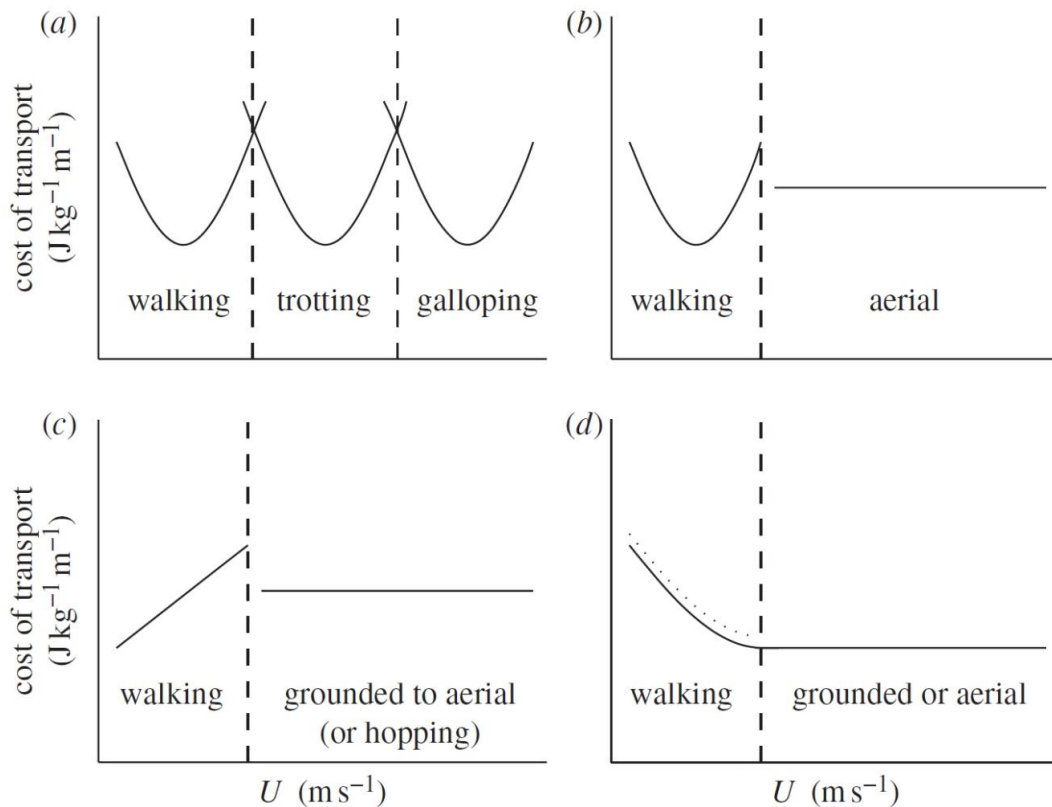 (a)
cost of transport
(J kg⁻¹ m⁻¹)
walking trotting galloping
(b)
walking aerial
(c)
cost of transport
(J kg⁻¹ m⁻¹)
walking grounded to aerial
(or hopping)
U (m s⁻¹)
(d)
walking grounded or aerial
U (m s⁻¹)